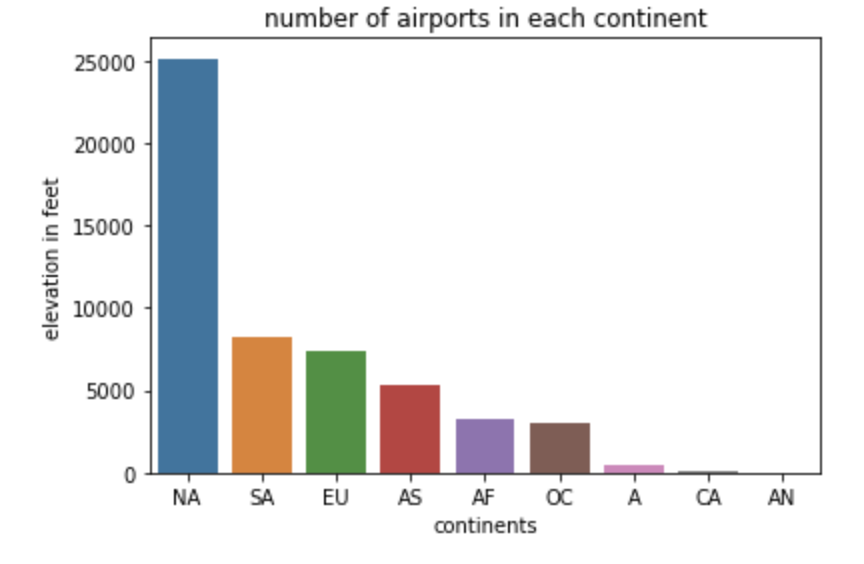 number of airports in each continent
elevation in feet
25000
20000
15000
10000
5000
0
NA SA EU AS AF OC A CA AN
continents